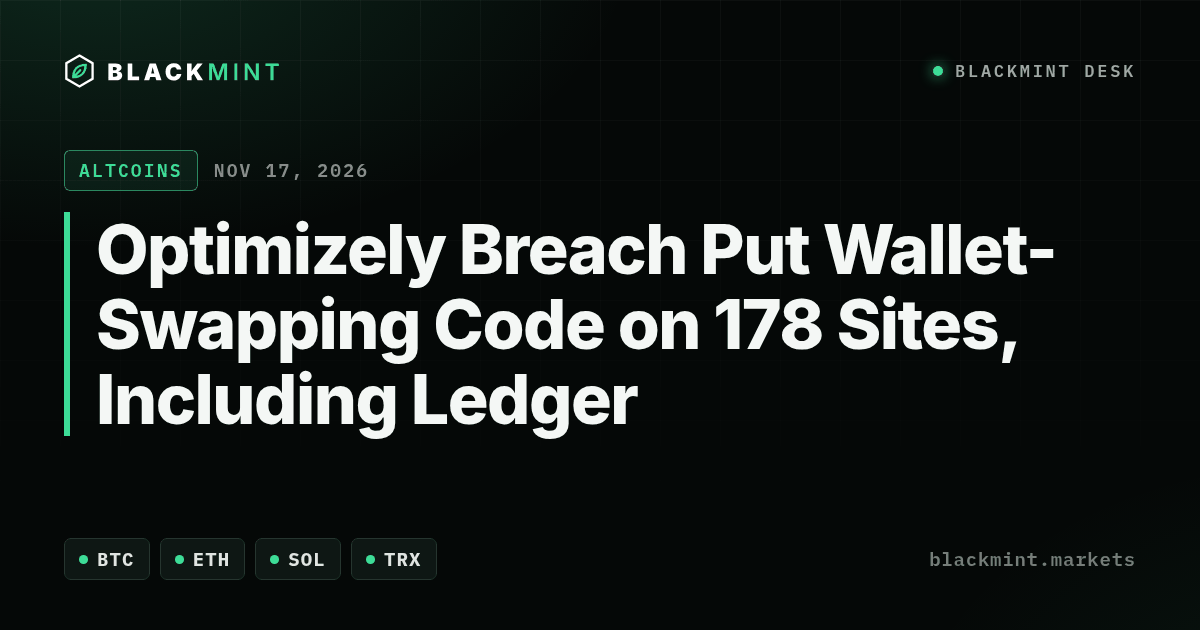 BLACKMINT
BLACKMINT DESK
ALTCOINS
NOV 17, 2026
Optimizely Breach Put Wallet-
Swapping Code on 178 Sites,
Including Ledger
BTC
ETH
SOL
TRX
blackmint.markets